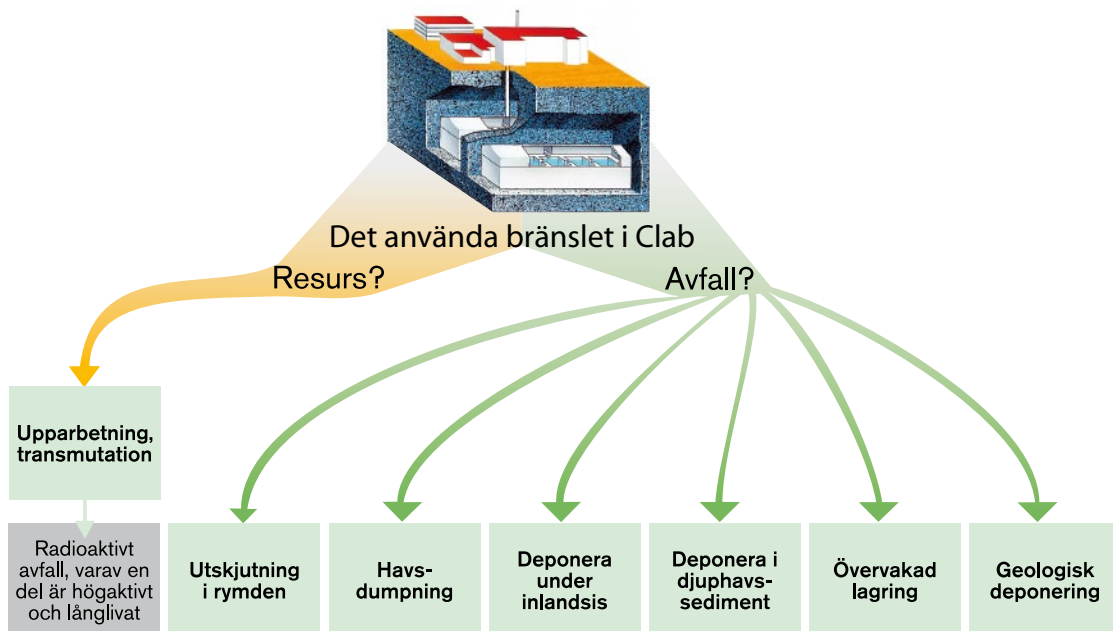 Det använda bränslet i Clab
Resurs?
Avfall?
Upparbetning,
transmutation
Radioaktivt
avfall, varav en
del är högaktivt
och långlivat
Utskjutning
i rymden
Havs-
dumpning
Deponera
under
inlandsis
Deponera i
djuphavs-
sediment
Övervakad
lagring
Geologisk
deponering